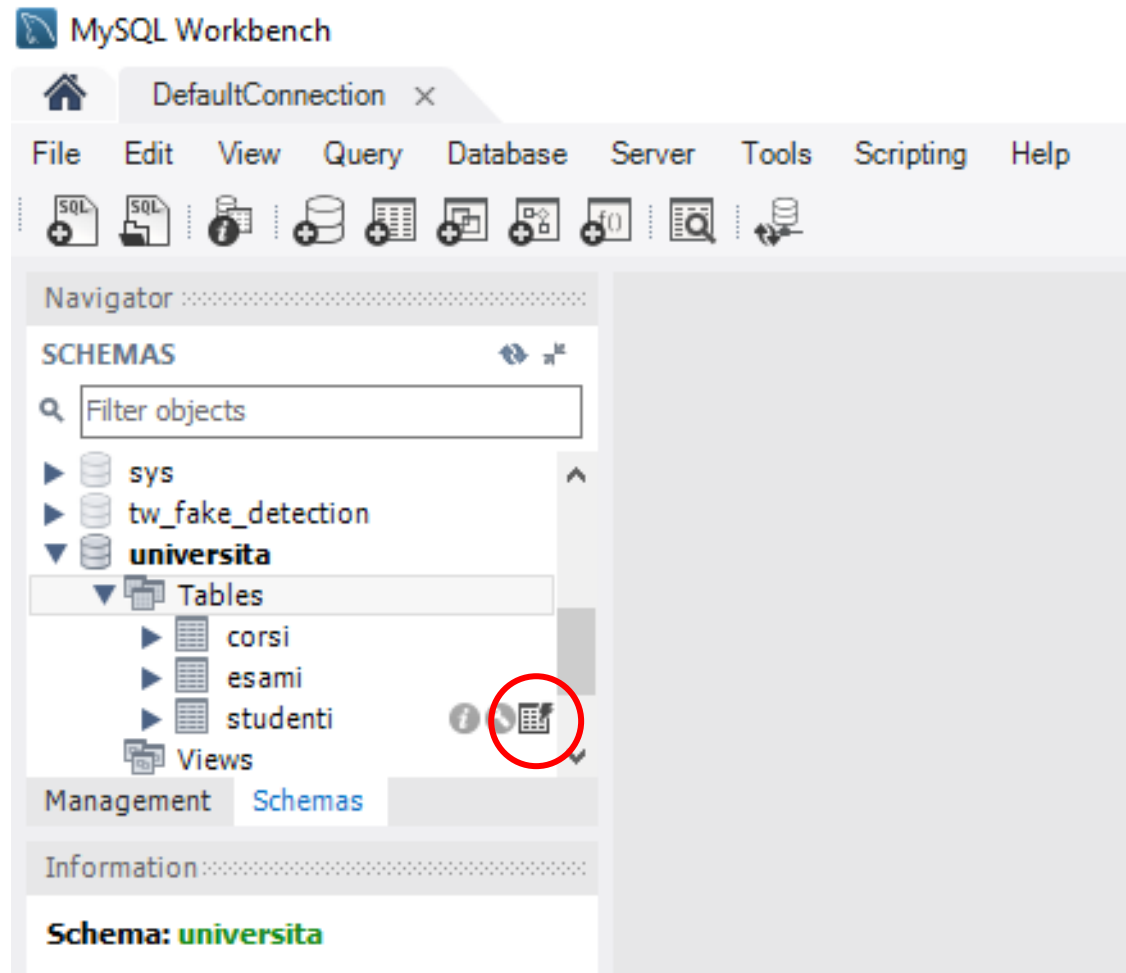 MySQL Workbench
DefaultConnection ×
File Edit View Query Database Server Tools Scripting Help
SQL SQL f()
Navigator
SCHEMAS
Filter objects
sys
tw_fake_detection
universita
Tables
corsi
esami
studenti
Views
Management Schemas
Information
Schema: universita